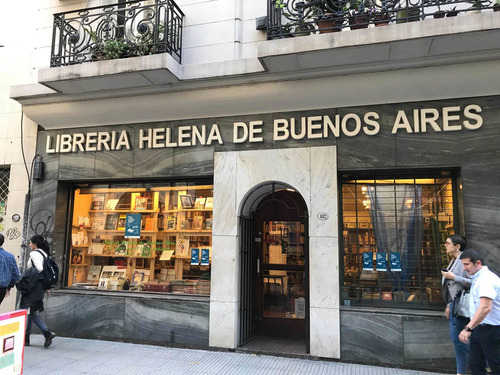 LIBRERIA HELENA DE BUENOS AIRES